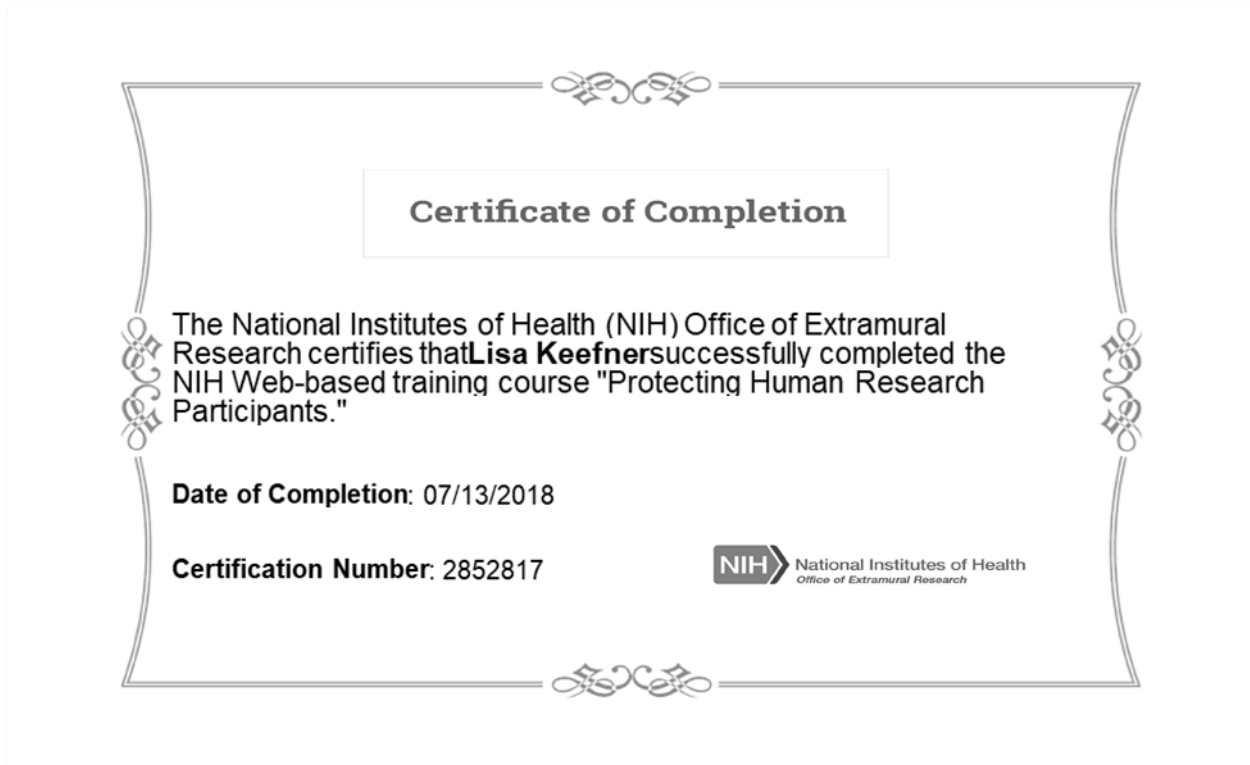 Certificate of Completion
The National Institutes of Health (NIH) Office of Extramural
Research certifies thatLisa Keefnersuccessfully completed the
NIH Web-based training course "Protecting Human Research
Participants."
Date of Completion: 07/13/2018
Certification Number: 2852817
NIH National Institutes of Health
Office of Extramural Research